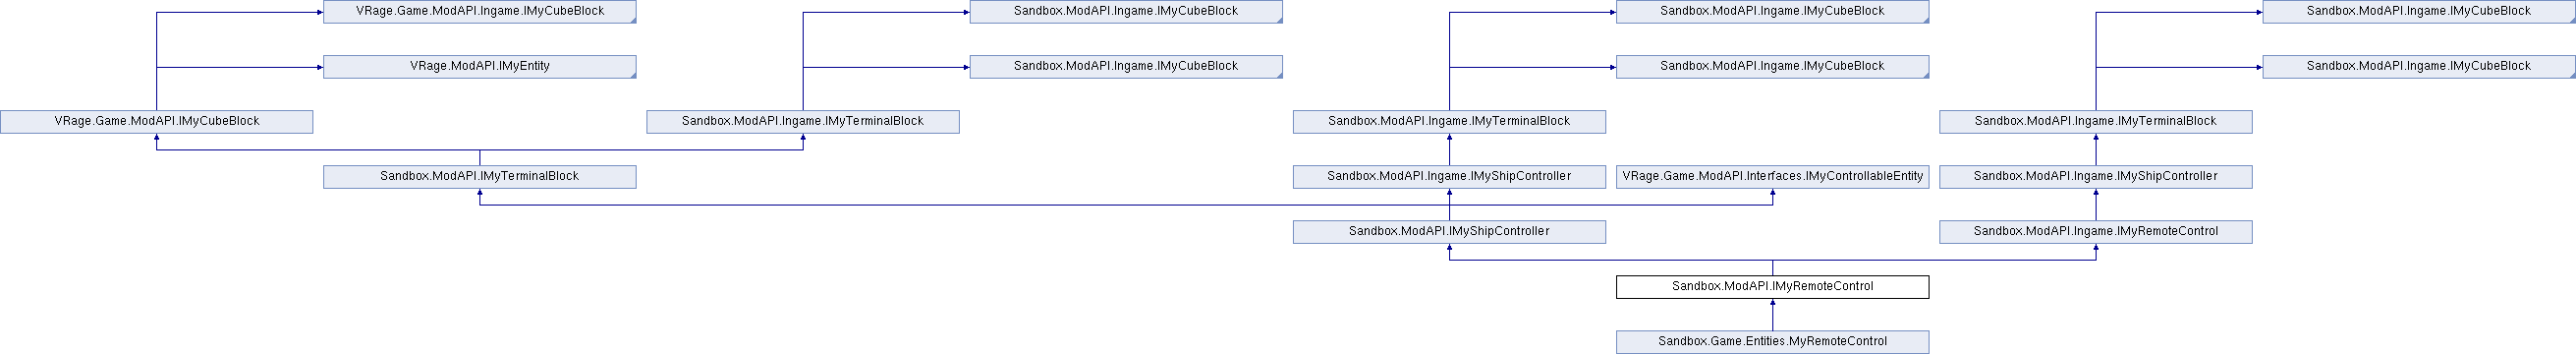 VRage.Game.ModAPI.Ingame.IMyCubeBlock
Sandbox.ModAPI.Ingame.IMyCubeBlock
Sandbox.ModAPI.Ingame.IMyCubeBlock
Sandbox.ModAPI.Ingame.IMyCubeBlock
VRage.ModAPI.IMyEntity
Sandbox.ModAPI.Ingame.IMyCubeBlock
Sandbox.ModAPI.Ingame.IMyCubeBlock
Sandbox.ModAPI.Ingame.IMyCubeBlock
VRage.Game.ModAPI.IMyCubeBlock
Sandbox.ModAPI.Ingame.IMyTerminalBlock
Sandbox.ModAPI.Ingame.IMyTerminalBlock
Sandbox.ModAPI.Ingame.IMyTerminalBlock
Sandbox.ModAPI.IMyTerminalBlock
Sandbox.ModAPI.Ingame.IMyShipController
VRage.Game.ModAPI.Interfaces.IMyControllableEntity
Sandbox.ModAPI.Ingame.IMyShipController
Sandbox.ModAPI.IMyShipController
Sandbox.ModAPI.Ingame.IMyRemoteControl
Sandbox.ModAPI.IMyRemoteControl
Sandbox.Game.Entities.MyRemoteControl